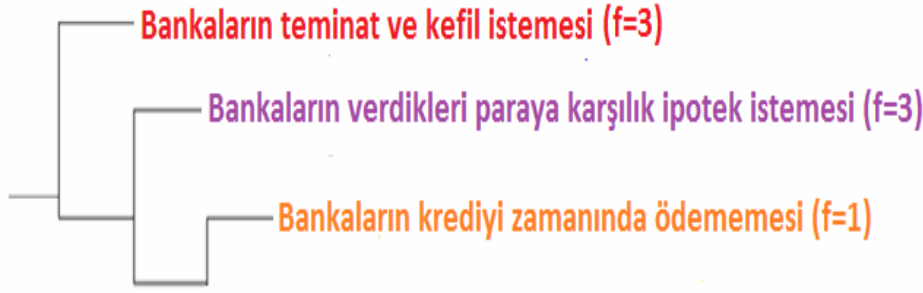 Bankaların teminat ve kefil istemesi (f=3)
Bankaların verdikleri paraya karşılık ipotek istemesi (f=3)
Bankaların krediyi zamanında ödememesi (f=1)